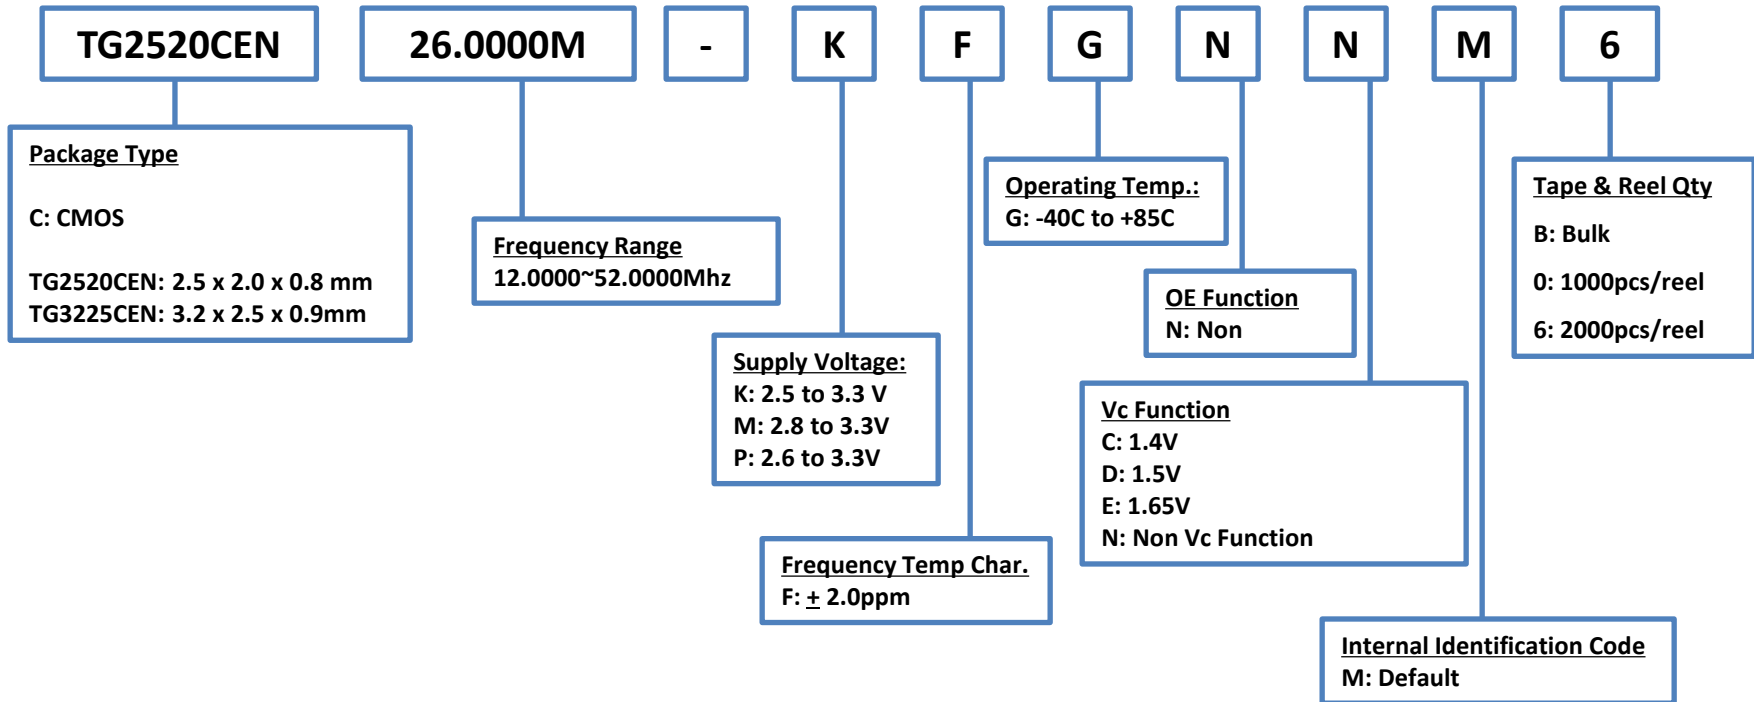 TG2520CEN 26.0000M - K F G N N M 6
Package Type
C: CMOS
TG2520CEN: 2.5 x 2.0 x 0.8 mm
TG3225CEN: 3.2 x 2.5 x 0.9mm
Frequency Range
12.0000~52.0000Mhz
Supply Voltage:
K: 2.5 to 3.3 V
M: 2.8 to 3.3V
P: 2.6 to 3.3V
Frequency Temp Char.
F: ± 2.0ppm
Operating Temp.:
G: -40C to +85C
OE Function
N: Non
Vc Function
C: 1.4V
D: 1.5V
E: 1.65V
N: Non Vc Function
Internal Identification Code
M: Default
Tape & Reel Qty
B: Bulk
0: 1000pcs/reel
6: 2000pcs/reel